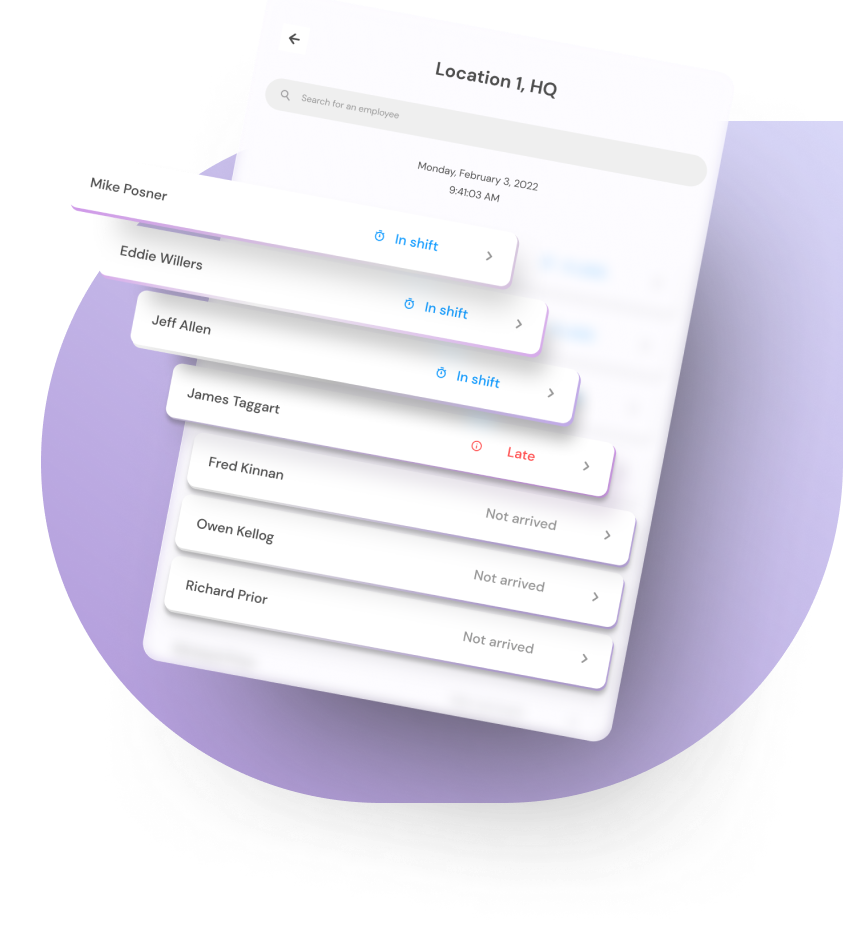 Location 1, HQ
Search for an employee
Monday, February 3, 2022
9:41:03 AM
Mike Posner
In shift
Eddie Willers
In shift
Jeff Allen
In shift
James Taggart
Late
Fred Kinnan
Not arrived
Owen Kellog
Not arrived
Richard Prior
Not arrived